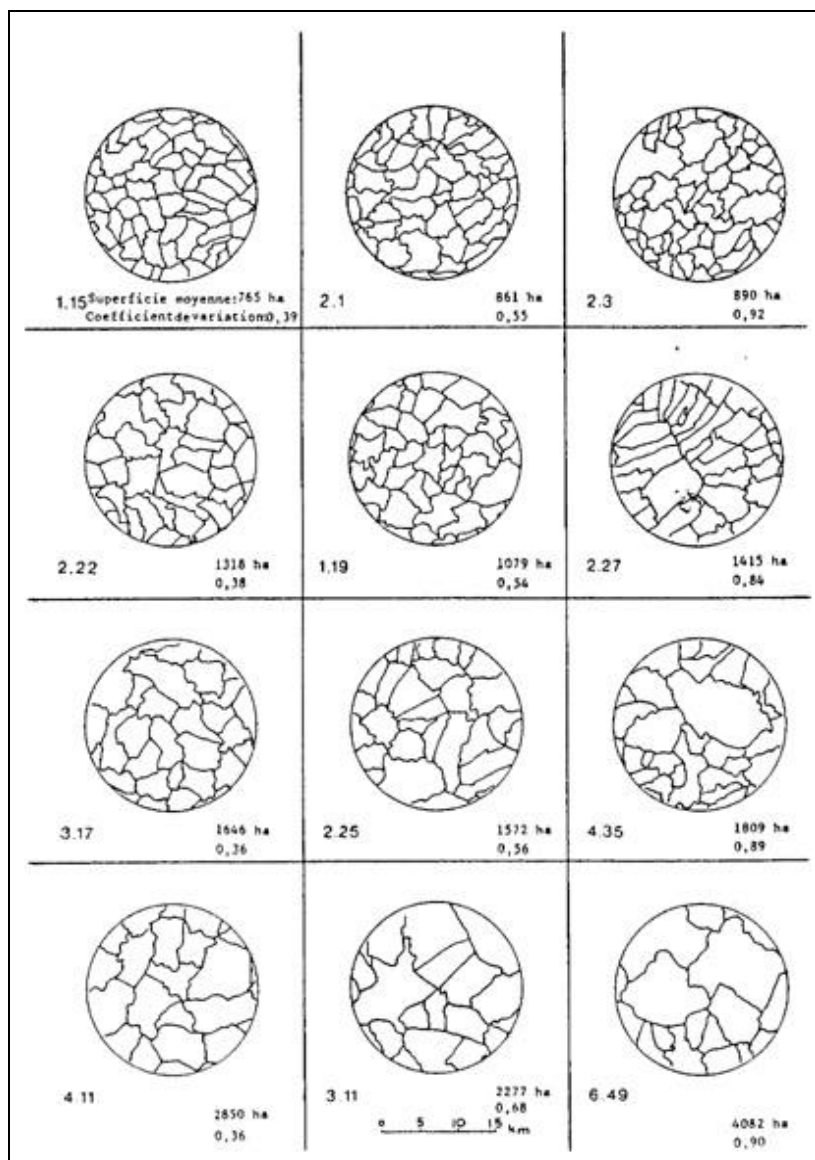 1.15 Superficie moyenne: 765 ha
Coefficient de variation: 0,39
2.1 861 ha
0,55
2.3 890 ha
0,92
2.22 1318 ha
0,38
1.19 1079 ha
0,54
2.27 1415 ha
0,84
3.17 1646 ha
0,36
2.25 1572 ha
0,56
4.35 1809 ha
0,89
4.11
2850 ha
0,36
3.11 2277 ha
0,68
0 5 10 15 km
6.49
4082 ha
0,90